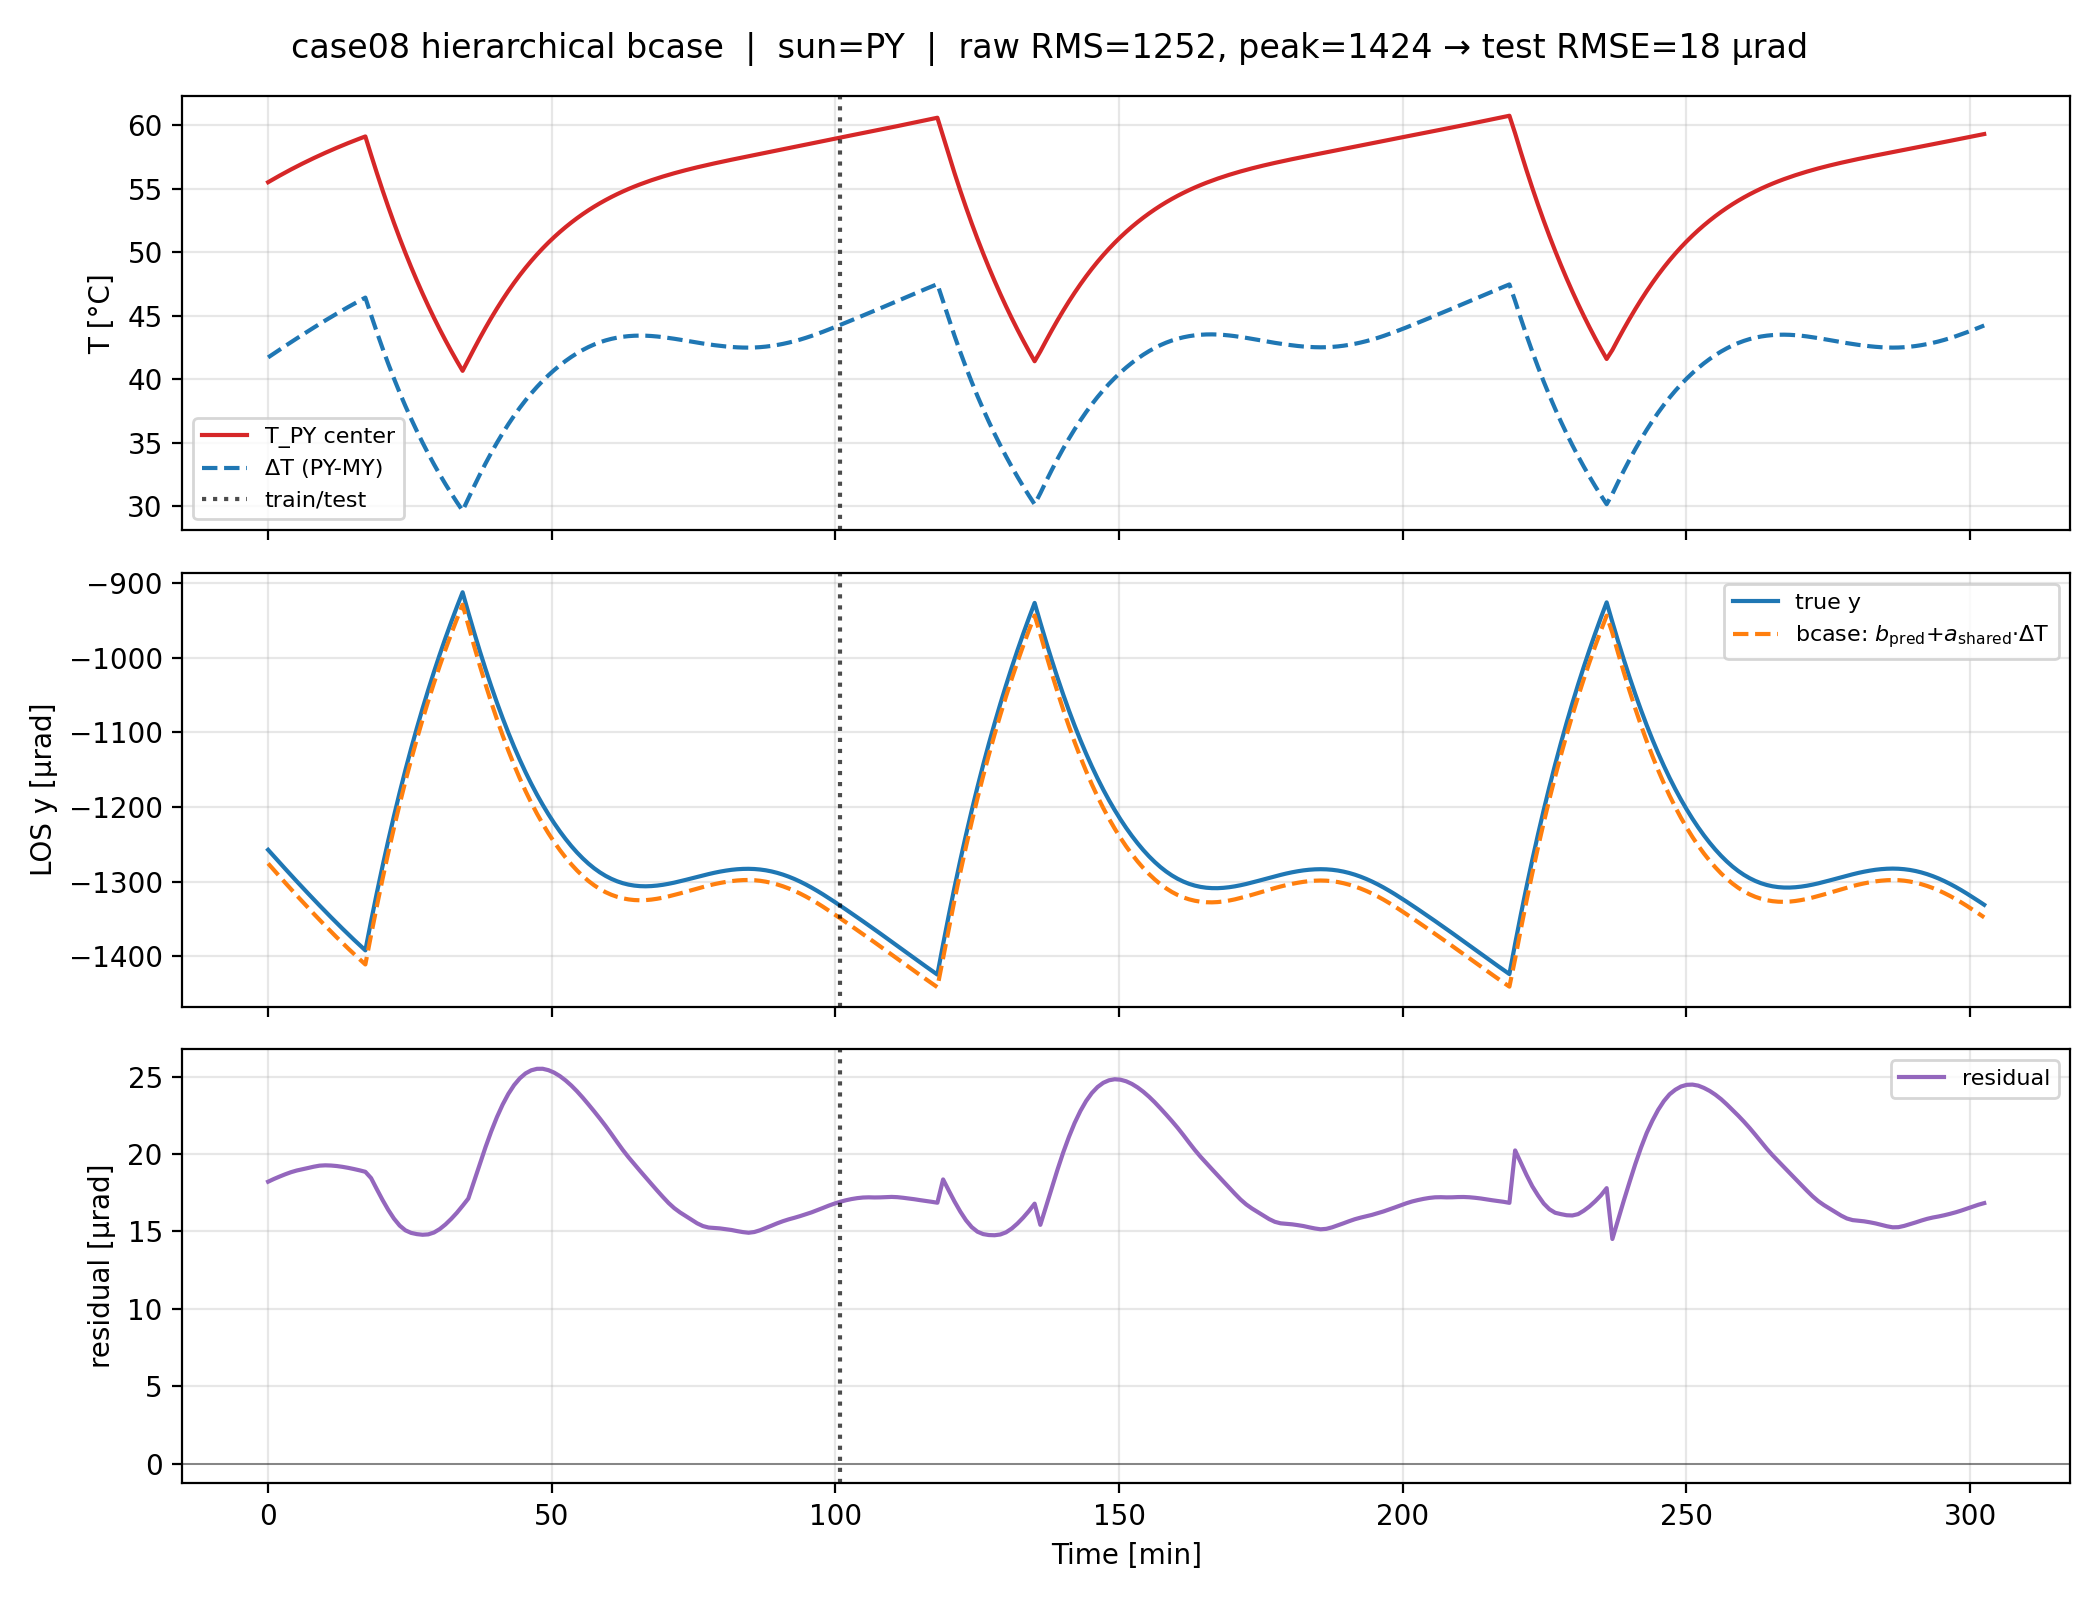 case08 hierarchical bcase | sun=PY | raw RMS=1252, peak=1424 → test RMSE=18 μrad
T [°C]
60
55
50
45
40
35
30
T_PY center
ΔT (PY-MY)
train/test
LOS y [μrad]
−900
−1000
−1100
−1200
−1300
−1400
true y
bcase: b_pred+a_shared·ΔT
residual [μrad]
25
20
15
10
5
0
residual
0 50 100 150 200 250 300
Time [min]